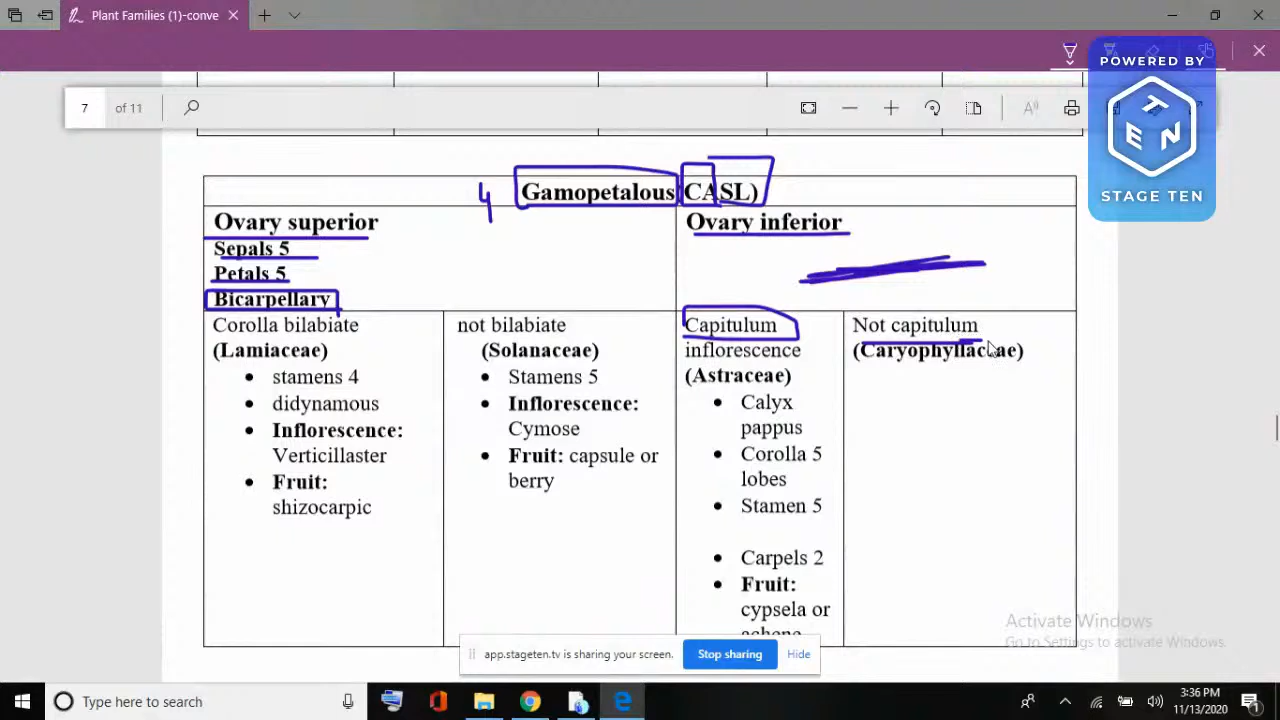 Plant Families (1)-conve
POWERED BY
T
EN
STAGE TEN
7 of 11
4 Gamopetalous CASL)
Ovary superior
Sepals 5
Petals 5
Bicarpellary
Ovary inferior
Corolla bilabiate
(Lamiaceae)
• stamens 4
• didynamous
• Inflorescence:
Verticillaster
• Fruit:
shizocarpic
not bilabiate
(Solanaceae)
• Stamens 5
• Inflorescence:
Cymose
• Fruit: capsule or
berry
Capitulum
inflorescence
(Astraceae)
• Calyx
pappus
• Corolla 5
lobes
• Stamen 5
• Carpels 2
• Fruit:
cypsela or
achene
Not capitulum
(Caryophyllaceae)
Activate Windows
Go to Settings to activate Windows.
app.stageten.tv is sharing your screen. Stop sharing Hide
Type here to search
3:36 PM
11/13/2020